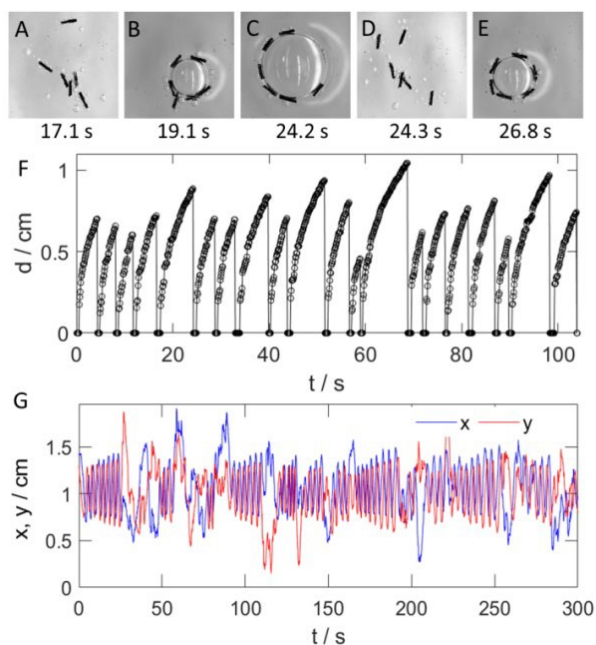 A B C D E
17.1 s 19.1 s 24.2 s 24.3 s 26.8 s
F
1
0.5
0
d / cm
0 20 40 60 80 100
t / s
G
x y
1.5
1
0.5
0
x, y / cm
0 50 100 150 200 250 300
t / s